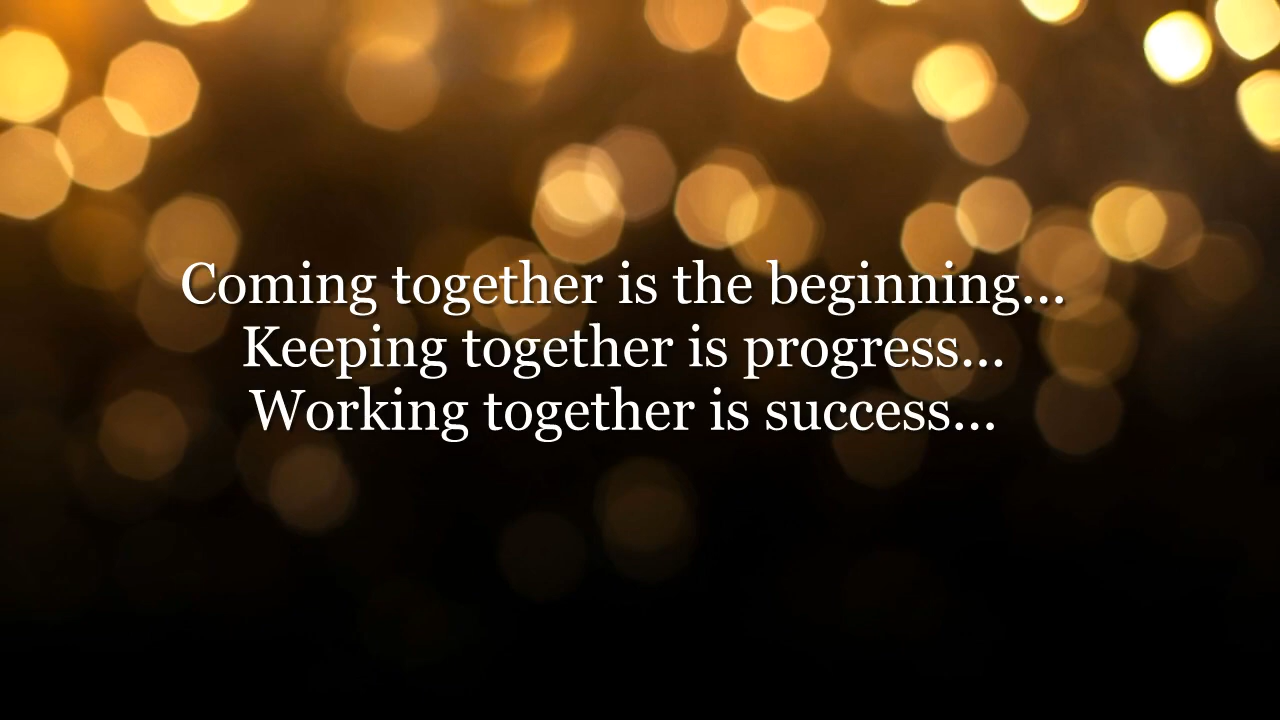 Coming together is the beginning...
Keeping together is progress...
Working together is success...